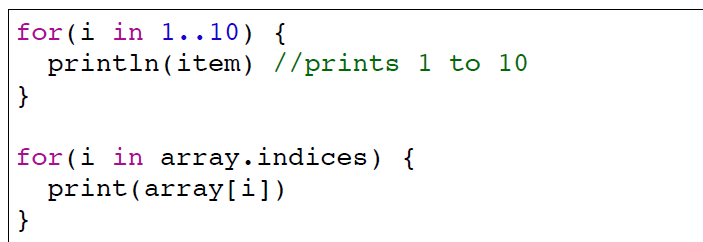 for(i in 1..10) {
  println(item) //prints 1 to 10
}

for(i in array.indices) {
  print(array[i])
}